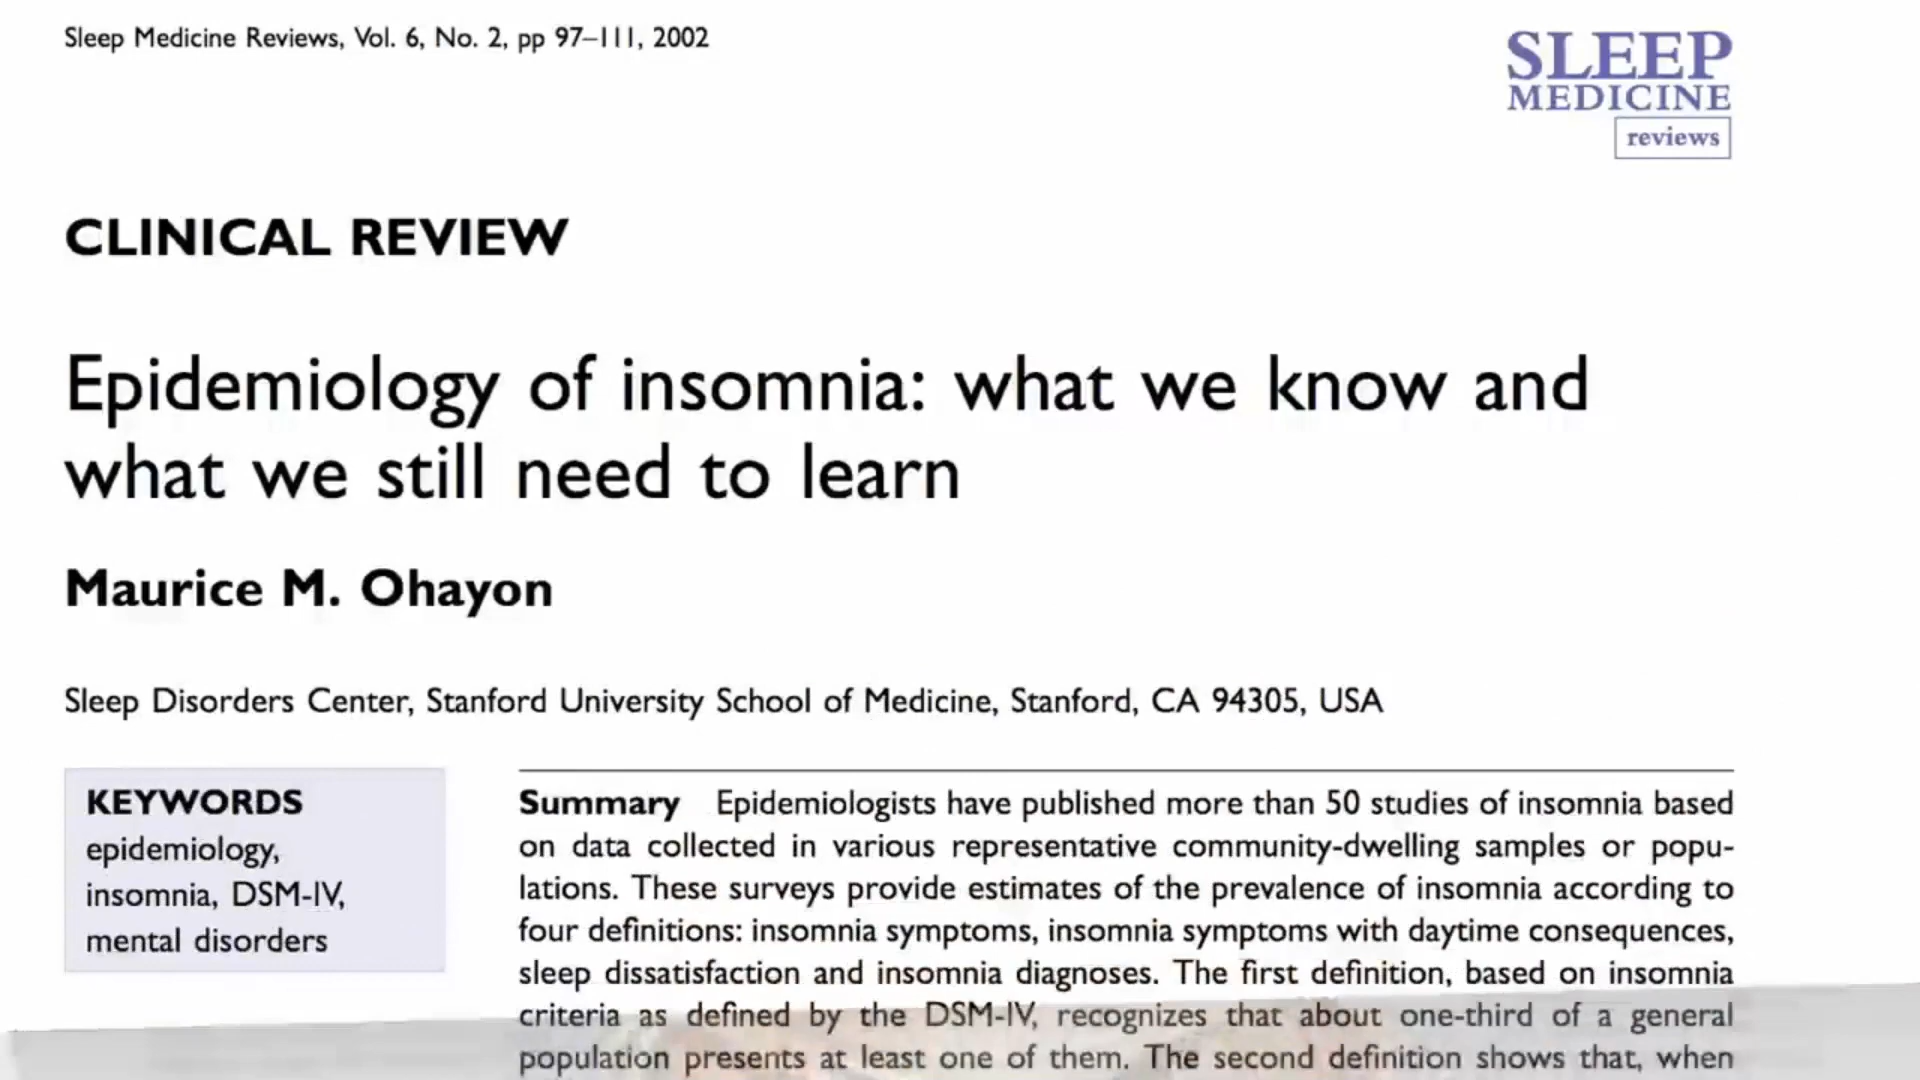 Sleep Medicine Reviews, Vol. 6, No. 2, pp 97–111, 2002
SLEEP
MEDICINE
reviews
CLINICAL REVIEW
Epidemiology of insomnia: what we know and
what we still need to learn
Maurice M. Ohayon
Sleep Disorders Center, Stanford University School of Medicine, Stanford, CA 94305, USA
KEYWORDS
epidemiology,
insomnia, DSM-IV,
mental disorders
Summary Epidemiologists have published more than 50 studies of insomnia based
on data collected in various representative community-dwelling samples or popu-
lations. These surveys provide estimates of the prevalence of insomnia according to
four definitions: insomnia symptoms, insomnia symptoms with daytime consequences,
sleep dissatisfaction and insomnia diagnoses. The first definition, based on insomnia
criteria as defined by the DSM-IV, recognizes that about one-third of a general
population presents at least one of them. The second definition shows that, when